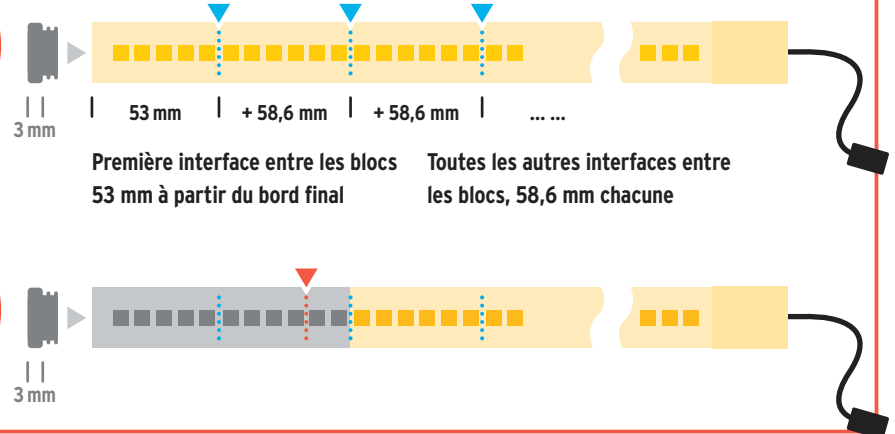 3 mm
53 mm
+ 58,6 mm
+ 58,6 mm
... ...
Première interface entre les blocs
53 mm à partir du bord final
Toutes les autres interfaces entre
les blocs, 58,6 mm chacune
3 mm